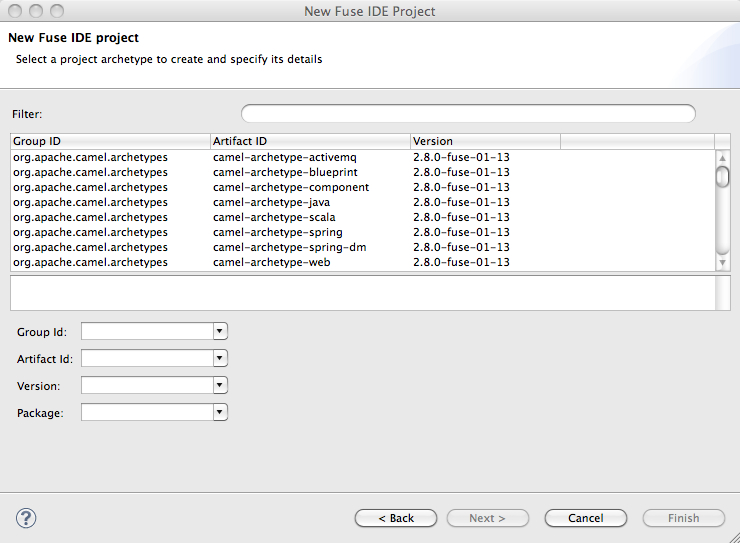 New Fuse IDE Project
New Fuse IDE project
Select a project archetype to create and specify its details
Filter:
Group ID Artifact ID Version
org.apache.camel.archetypes camel-archetype-activemq 2.8.0-fuse-01-13
org.apache.camel.archetypes camel-archetype-blueprint 2.8.0-fuse-01-13
org.apache.camel.archetypes camel-archetype-component 2.8.0-fuse-01-13
org.apache.camel.archetypes camel-archetype-java 2.8.0-fuse-01-13
org.apache.camel.archetypes camel-archetype-scala 2.8.0-fuse-01-13
org.apache.camel.archetypes camel-archetype-spring 2.8.0-fuse-01-13
org.apache.camel.archetypes camel-archetype-spring-dm 2.8.0-fuse-01-13
org.apache.camel.archetypes camel-archetype-web 2.8.0-fuse-01-13
Group Id:
Artifact Id:
Version:
Package:
? < Back Next > Cancel Finish